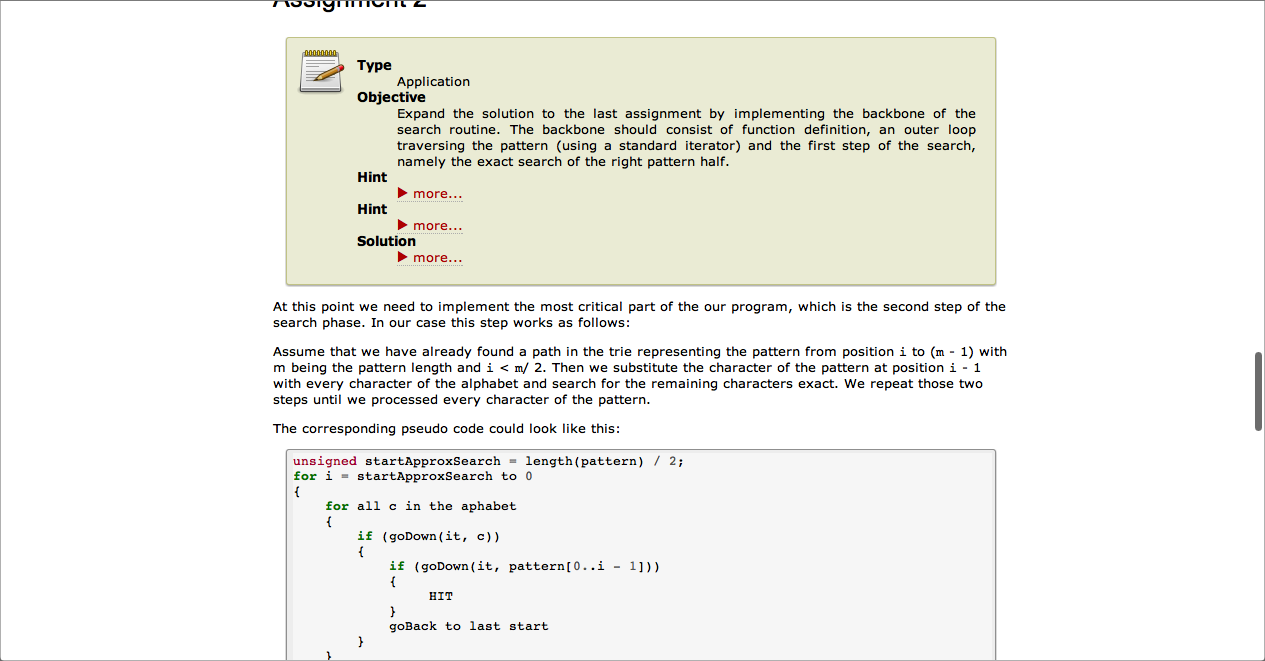 Assignment 2
Type
Application
Objective
Expand the solution to the last assignment by implementing the backbone of the
search routine. The backbone should consist of function definition, an outer loop
traversing the pattern (using a standard iterator) and the first step of the search,
namely the exact search of the right pattern half.
Hint
more...
Hint
more...
Solution
more...
At this point we need to implement the most critical part of the our program, which is the second step of the
search phase. In our case this step works as follows:
Assume that we have already found a path in the trie representing the pattern from position i to (m - 1) with
m being the pattern length and i < m/ 2. Then we substitute the character of the pattern at position i - 1
with every character of the alphabet and search for the remaining characters exact. We repeat those two
steps until we processed every character of the pattern.
The corresponding pseudo code could look like this:
unsigned startApproxSearch = length(pattern) / 2;
for i = startApproxSearch to 0
{
for all c in the aphabet
{
if (goDown(it, c))
{
if (goDown(it, pattern[0..i - 1]))
{
HIT
}
goBack to last start
}
}